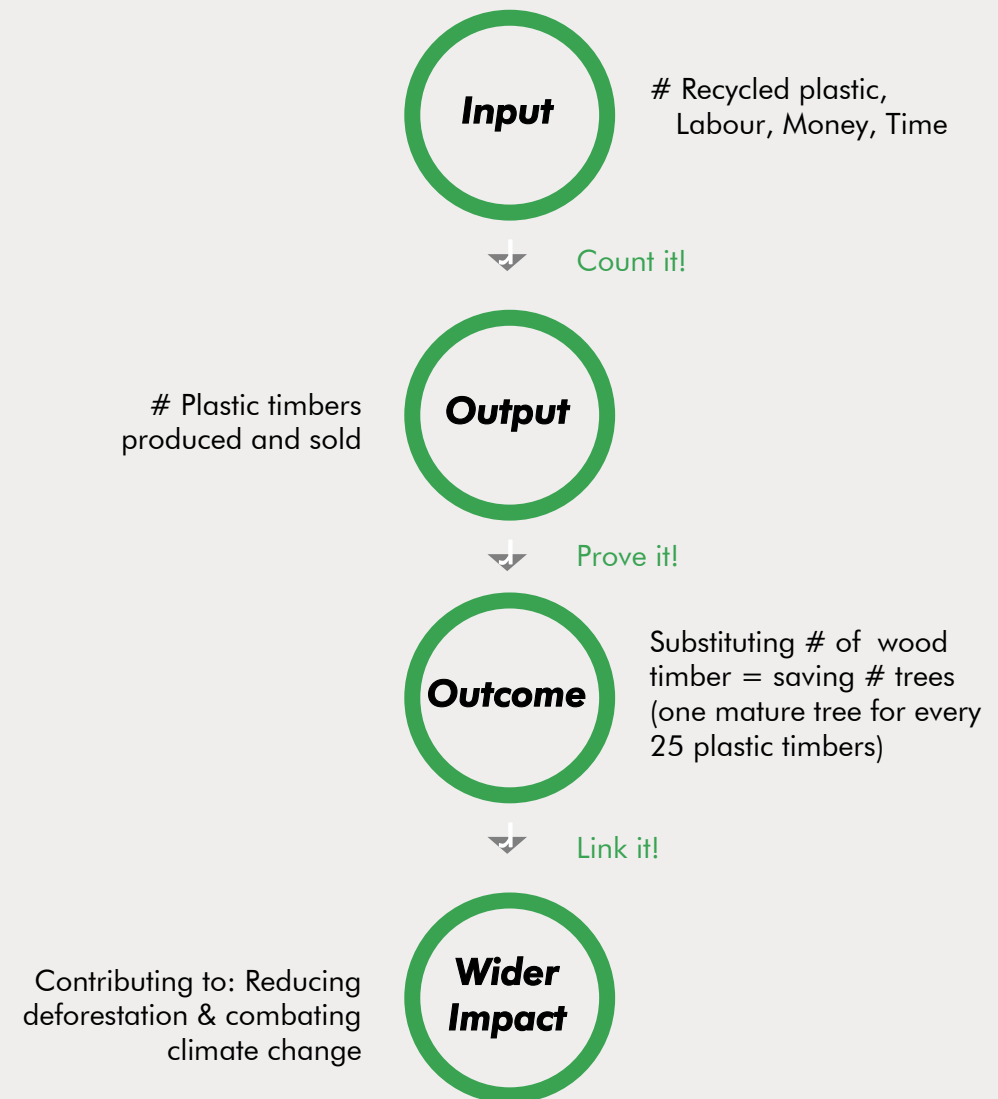 Input
# Recycled plastic,
Labour, Money, Time
Count it!
# Plastic timbers
produced and sold
Output
Prove it!
Outcome
Substituting # of wood
timber = saving # trees
(one mature tree for every
25 plastic timbers)
Link it!
Contributing to: Reducing
deforestation & combating
climate change
Wider
Impact